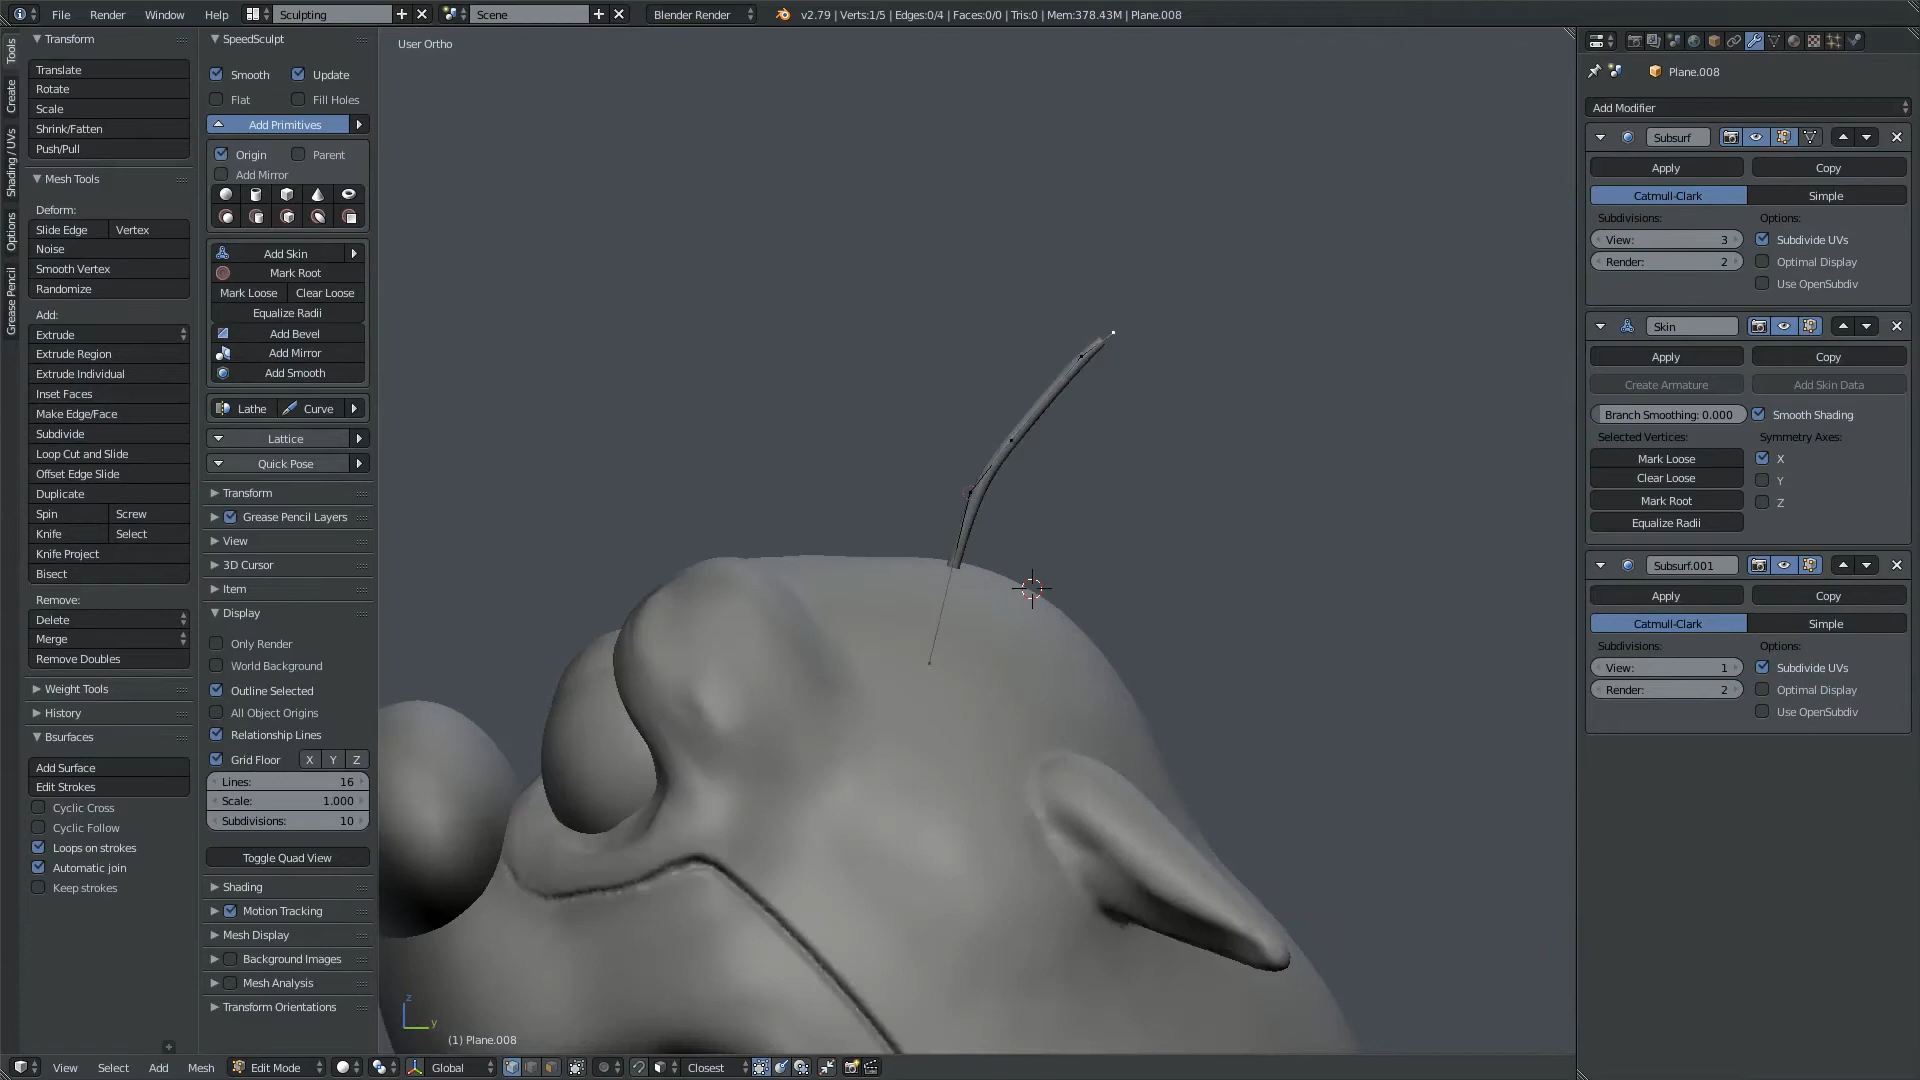 File Render Window Help Sculpting Scene Blender Render v2.79 | Verts:1/5 | Edges:0/4 | Faces:0/0 | Tris:0 | Mem:378.43M | Plane.008
Tools
Create
Shading / UVs
Options
Grease Pencil
Transform
Translate
Rotate
Scale
Shrink/Fatten
Push/Pull
Mesh Tools
Deform:
Slide Edge Vertex
Noise
Smooth Vertex
Randomize
Add:
Extrude
Extrude Region
Extrude Individual
Inset Faces
Make Edge/Face
Subdivide
Loop Cut and Slide
Offset Edge Slide
Duplicate
Spin Screw
Knife Select
Knife Project
Bisect
Remove:
Delete
Merge
Remove Doubles
Weight Tools
History
Bsurfaces
Add Surface
Edit Strokes
Cyclic Cross
Cyclic Follow
Loops on strokes
Automatic join
Keep strokes
SpeedSculpt
Smooth Update
Flat Fill Holes
Add Primitives
Origin Parent
Add Mirror
Add Skin
Mark Root
Mark Loose Clear Loose
Equalize Radii
Add Bevel
Add Mirror
Add Smooth
Lathe Curve
Lattice
Quick Pose
Transform
Grease Pencil Layers
View
3D Cursor
Item
Display
Only Render
World Background
Outline Selected
All Object Origins
Relationship Lines
Grid Floor X Y Z
Lines: 16
Scale: 1.000
Subdivisions: 10
Toggle Quad View
Shading
Motion Tracking
Mesh Display
Background Images
Mesh Analysis
Transform Orientations
User Ortho
z
y
(1) Plane.008
View Select Add Mesh Edit Mode Global Closest
Plane.008
Add Modifier
Subsurf
Apply Copy
Catmull-Clark Simple
Subdivisions: Options:
View: 3 Subdivide UVs
Render: 2 Optimal Display
Use OpenSubdiv
Skin
Apply Copy
Create Armature Add Skin Data
Branch Smoothing: 0.000 Smooth Shading
Selected Vertices: Symmetry Axes:
Mark Loose X
Clear Loose Y
Mark Root Z
Equalize Radii
Subsurf.001
Apply Copy
Catmull-Clark Simple
Subdivisions: Options:
View: 1 Subdivide UVs
Render: 2 Optimal Display
Use OpenSubdiv